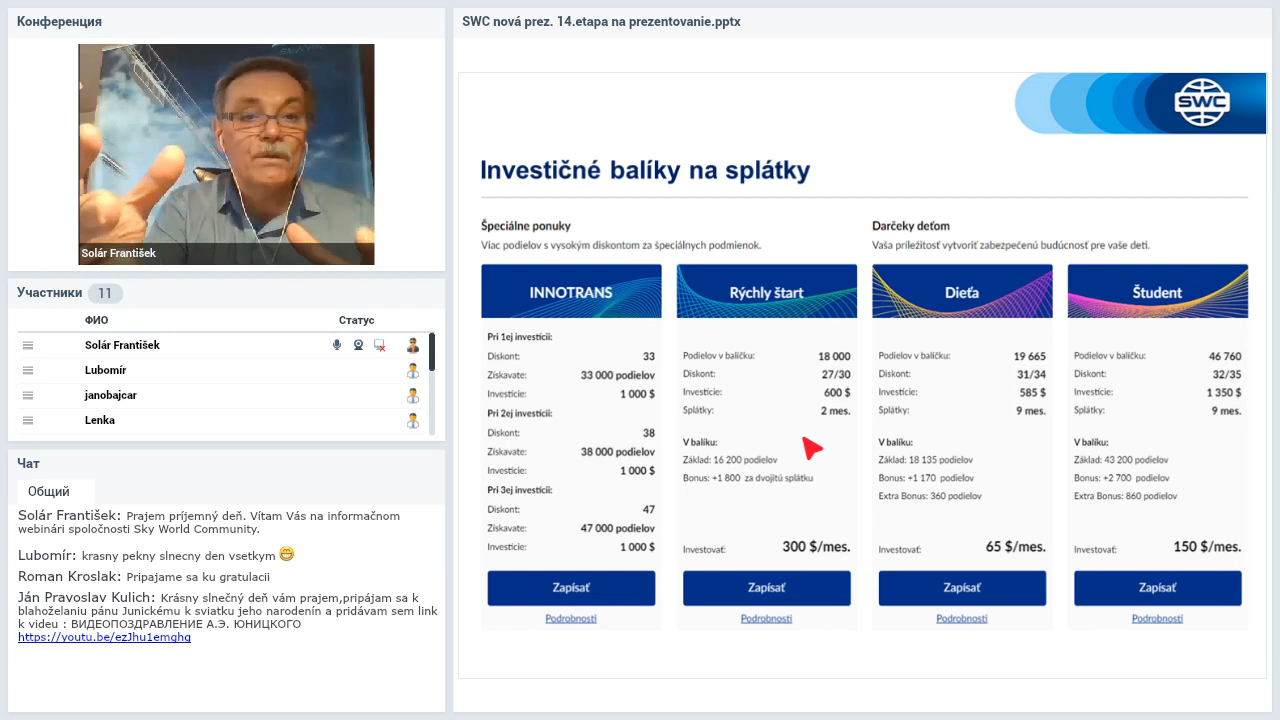 Конференция
Solár František
Участники 11
ФИО Статус
Solár František
Lubomír
janobajcar
Lenka
Чат
Общий
Solár František: Prajem príjemný deň. Vítam Vás na informačnom
webinári spoločnosti Sky World Community.
Lubomír: krasny pekny slnecny den vsetkym
Roman Kroslak: Pripajame sa ku gratulacii
Ján Pravoslav Kulich: Krásny slnečný deň vám prajem,pripájam sa k
blahoželaniu pánu Junickému k sviatku jeho narodenín a pridávam sem link
k videu : ВИДЕОПОЗДРАВЛЕНИЕ А.Э. ЮНИЦКОГО
https://youtu.be/ezJhu1emghg
SWC nová prez. 14.etapa na prezentovanie.pptx
SWC
Investičné balíky na splátky
Špeciálne ponuky
Viac podielov s vysokým diskontom za špeciálnych podmienok.
Darčeky deťom
Vaša príležitosť vytvoriť zabezpečenú budúcnosť pre vaše deti.
INNOTRANS
Pri 1ej investícii:
Diskont: 33
Získavate: 33 000 podielov
Investície: 1 000 $
Pri 2ej investícii:
Diskont: 38
Získavate: 38 000 podielov
Investície: 1 000 $
Pri 3ej investícii:
Diskont: 47
Získavate: 47 000 podielov
Investície: 1 000 $
Zapísať
Podrobnosti
Rýchly štart
Podielov v balíčku: 18 000
Diskont: 27/30
Investície: 600 $
Splátky: 2 mes.
V balíku:
Základ: 16 200 podielov
Bonus: +1 800 za dvojitú splátku
Investovať: 300 $/mes.
Zapísať
Podrobnosti
Dieťa
Podielov v balíčku: 19 665
Diskont: 31/34
Investície: 585 $
Splátky: 9 mes.
V balíku:
Základ: 18 135 podielov
Bonus: +1 170 podielov
Extra Bonus: 360 podielov
Investovať: 65 $/mes.
Zapísať
Podrobnosti
Študent
Podielov v balíčku: 46 760
Diskont: 32/35
Investície: 1 350 $
Splátky: 9 mes.
V balíku:
Základ: 43 200 podielov
Bonus: +2 700 podielov
Extra Bonus: 860 podielov
Investovať: 150 $/mes.
Zapísať
Podrobnosti